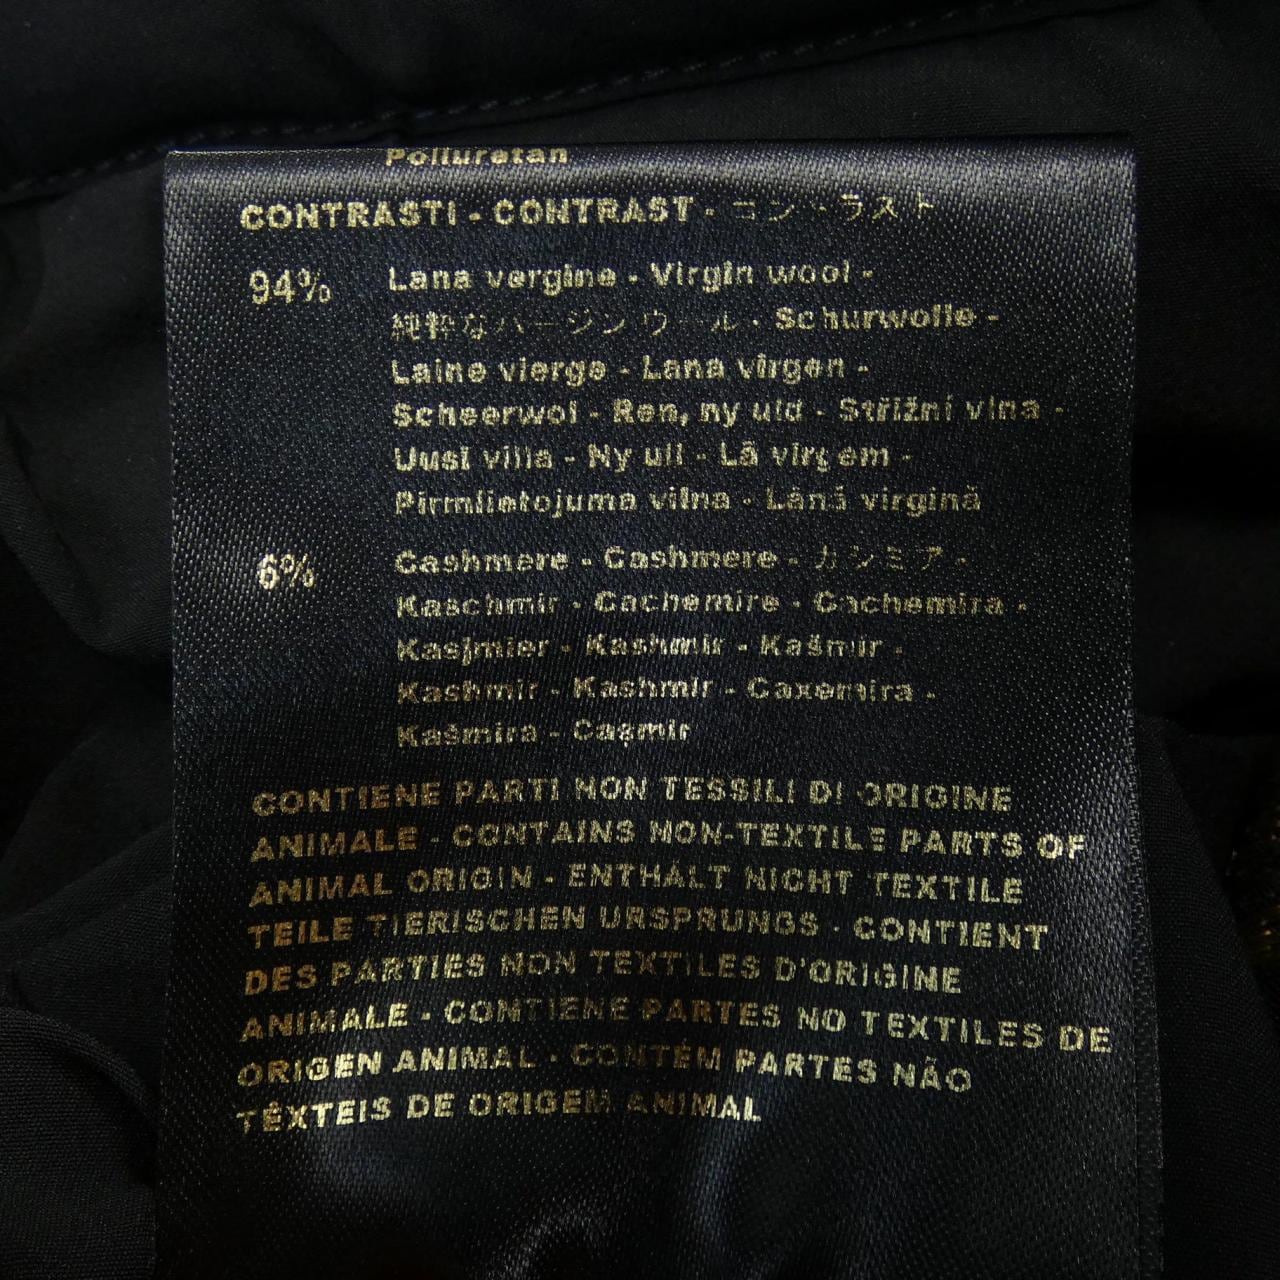 Poliuretan
CONTRASTI - CONTRAST - コン ラスト
94% Lana vergine - Virgin wool -
純粋なバージン ウール - Schurwolle -
Laine vierge - Lana virgen -
Scheerwol - Ren, ny uld - Střižní vlna -
Uusi villa - Ny ull - Lã virgem -
Pirmlietojuma vilna - Lână virgină
6% Cashmere - Cashmere - カシミア -
Kaschmir - Cachemire - Cachemira -
Kasjmier - Kashmir - Kašmír -
Kashmir - Kashmir - Caxemira -
Kašmira - Cașmir
CONTIENE PARTI NON TESSILI DI ORIGINE
ANIMALE - CONTAINS NON-TEXTILE PARTS OF
ANIMAL ORIGIN - ENTHÄLT NICHT TEXTILE
TEILE TIERISCHEN URSPRUNGS - CONTIENT
DES PARTIES NON TEXTILES D'ORIGINE
ANIMALE - CONTIENE PARTES NO TEXTILES DE
ORIGEN ANIMAL - CONTÉM PARTES NÃO
TÊXTEIS DE ORIGEM ANIMAL